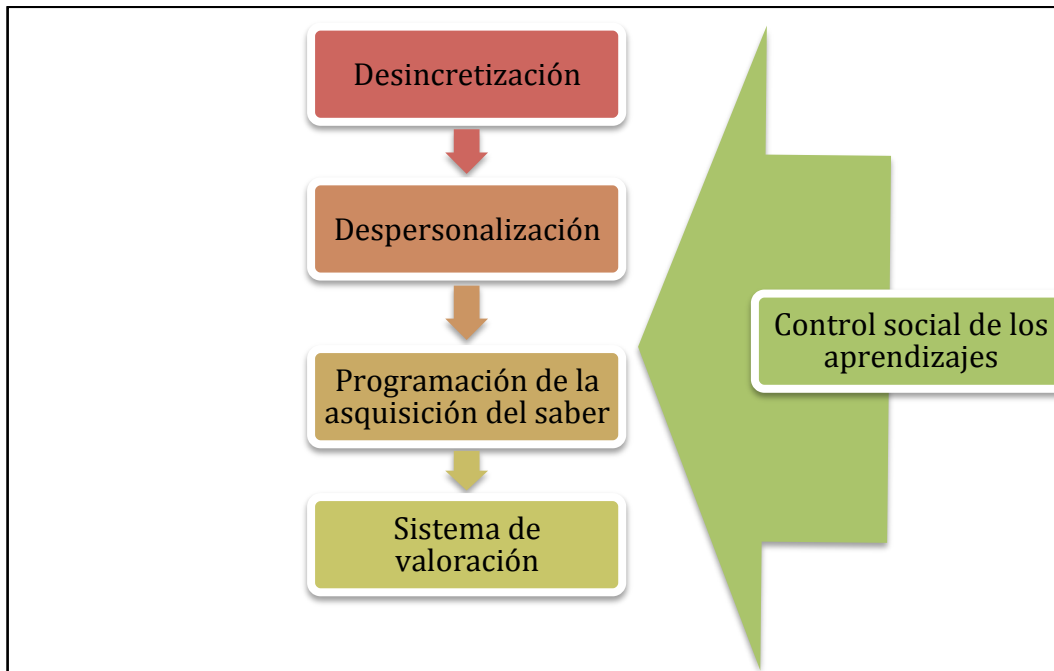 Desincretización
Despersonalización
Programación de la
asquisición del saber
Sistema de
valoración
Control social de los
aprendizajes